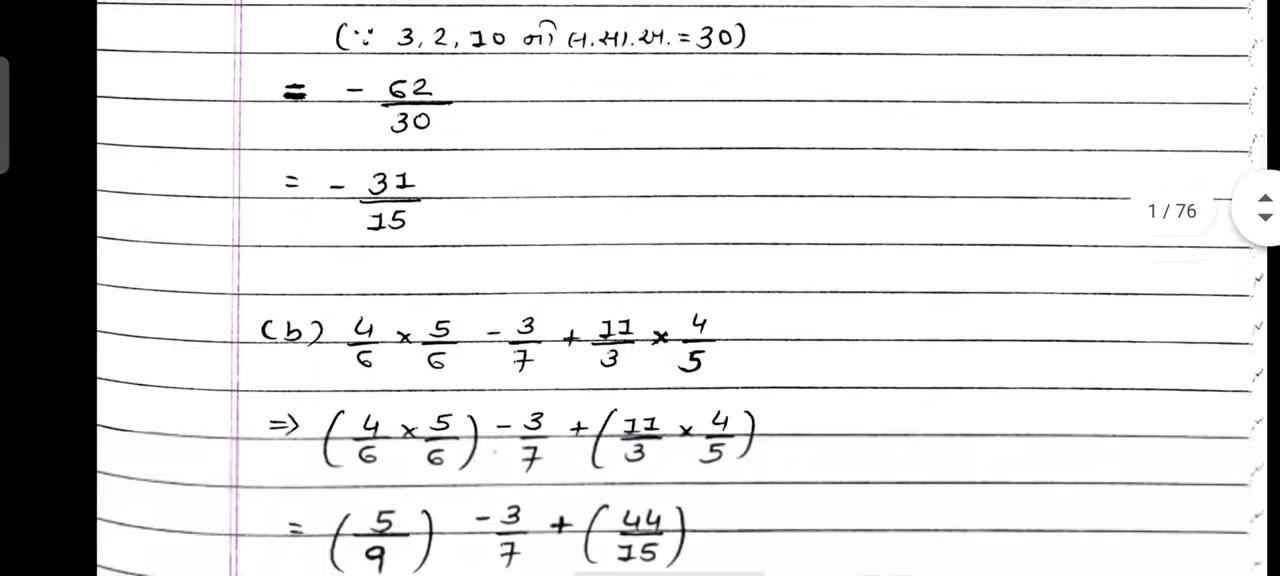 (∵ 3, 2, 10 નો લ.સા.અ. = 30)
= - 62/30
= - 31/15
1 / 76
(b) 4/6 × 5/6 - 3/7 + 11/3 × 4/5
⇒ (4/6 × 5/6) - 3/7 + (11/3 × 4/5)
= (5/9) - 3/7 + (44/15)